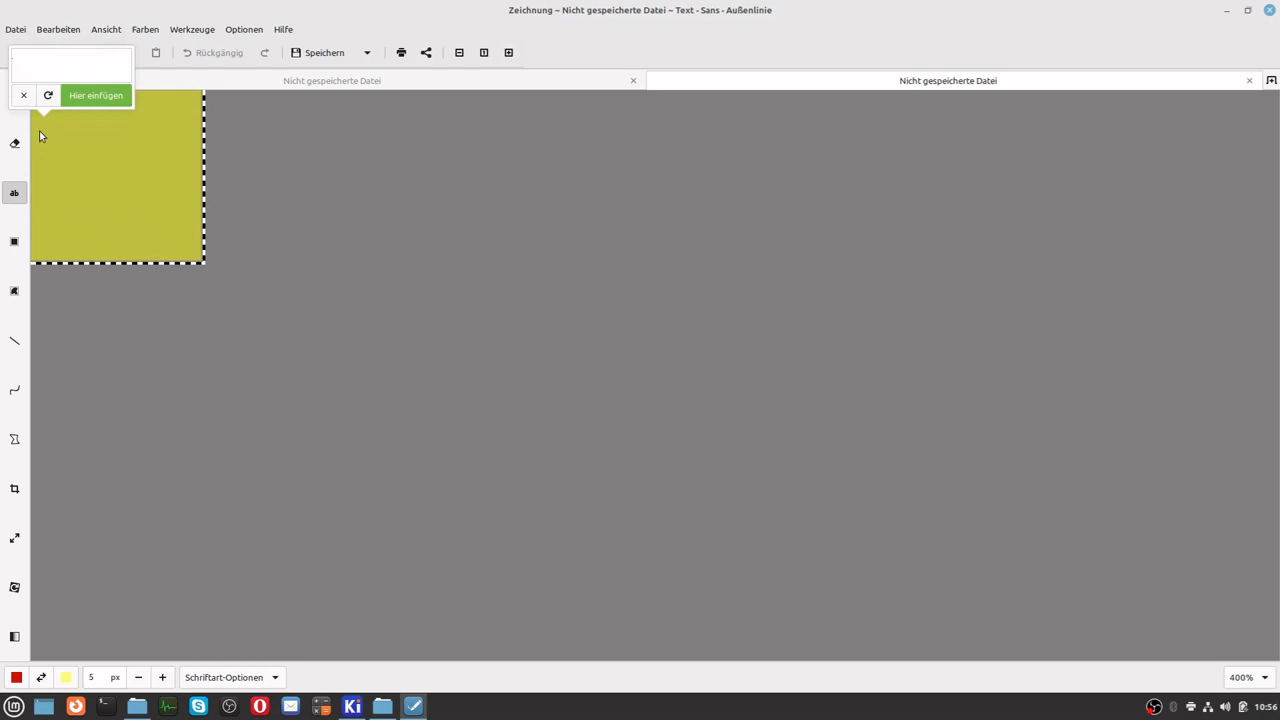 Zeichnung ~ Nicht gespeicherte Datei ~ Text - Sans - Außenlinie
Datei Bearbeiten Ansicht Farben Werkzeuge Optionen Hilfe
Rückgängig Speichern
Nicht gespeicherte Datei Nicht gespeicherte Datei
Hier einfügen
ab
5 px Schriftart-Optionen 400%
Ki 10:56